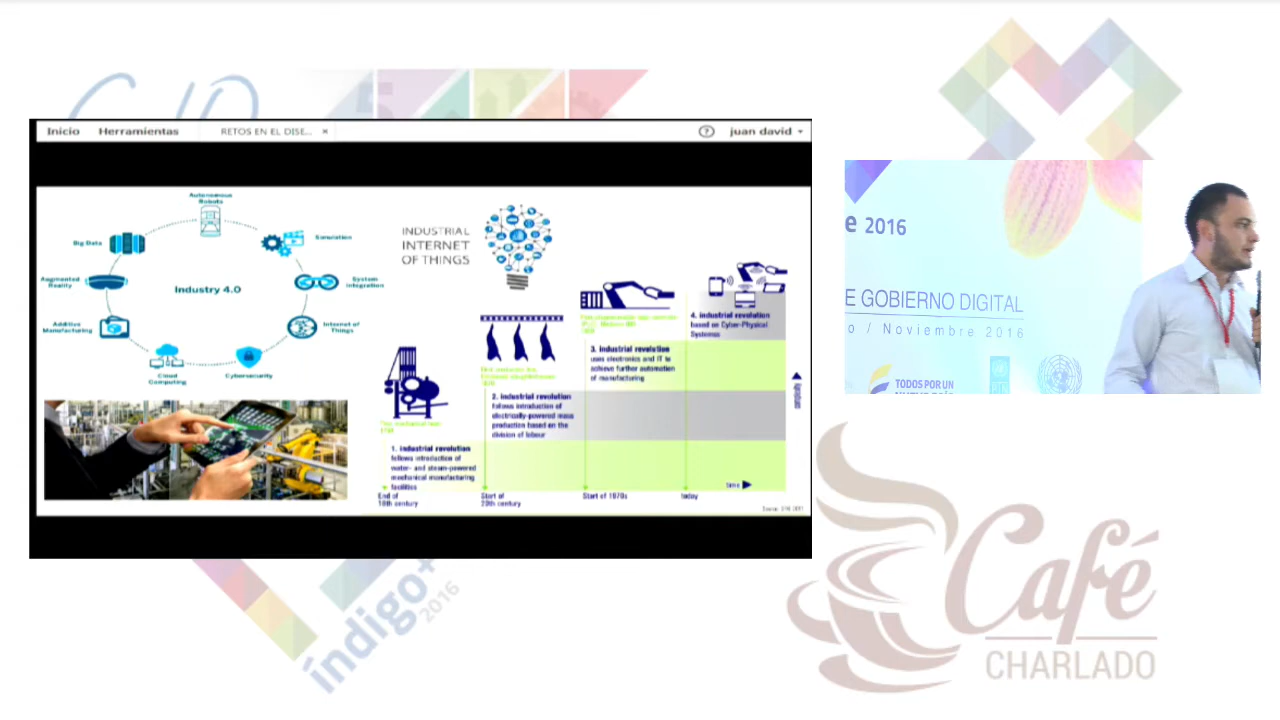 Inicio Herramientas RETOS EN EL DISE... × ? juan david
Autonomous
Robots
Big Data
Simulation
Augmented
Reality
Industry 4.0
System
Integration
Additive
Manufacturing
Internet of
Things
Cloud
Computing
Cybersecurity
INDUSTRIAL
INTERNET
OF THINGS
4. industrial revolution
based on Cyber-Physical
Systems
3. industrial revolution
uses electronics and IT to
achieve further automation
of manufacturing
2. industrial revolution
follows introduction of
electrically-powered mass
production based on the
division of labour
1. industrial revolution
follows introduction of
water- and steam-powered
mechanical manufacturing
facilities
complexity
time
End of
18th century
Start of
20th century
Start of 1970s
today
e 2016
E GOBIERNO DIGITAL
o / Noviembre 2016
TODOS POR UN
índigo+
2016
Café
CHARLADO